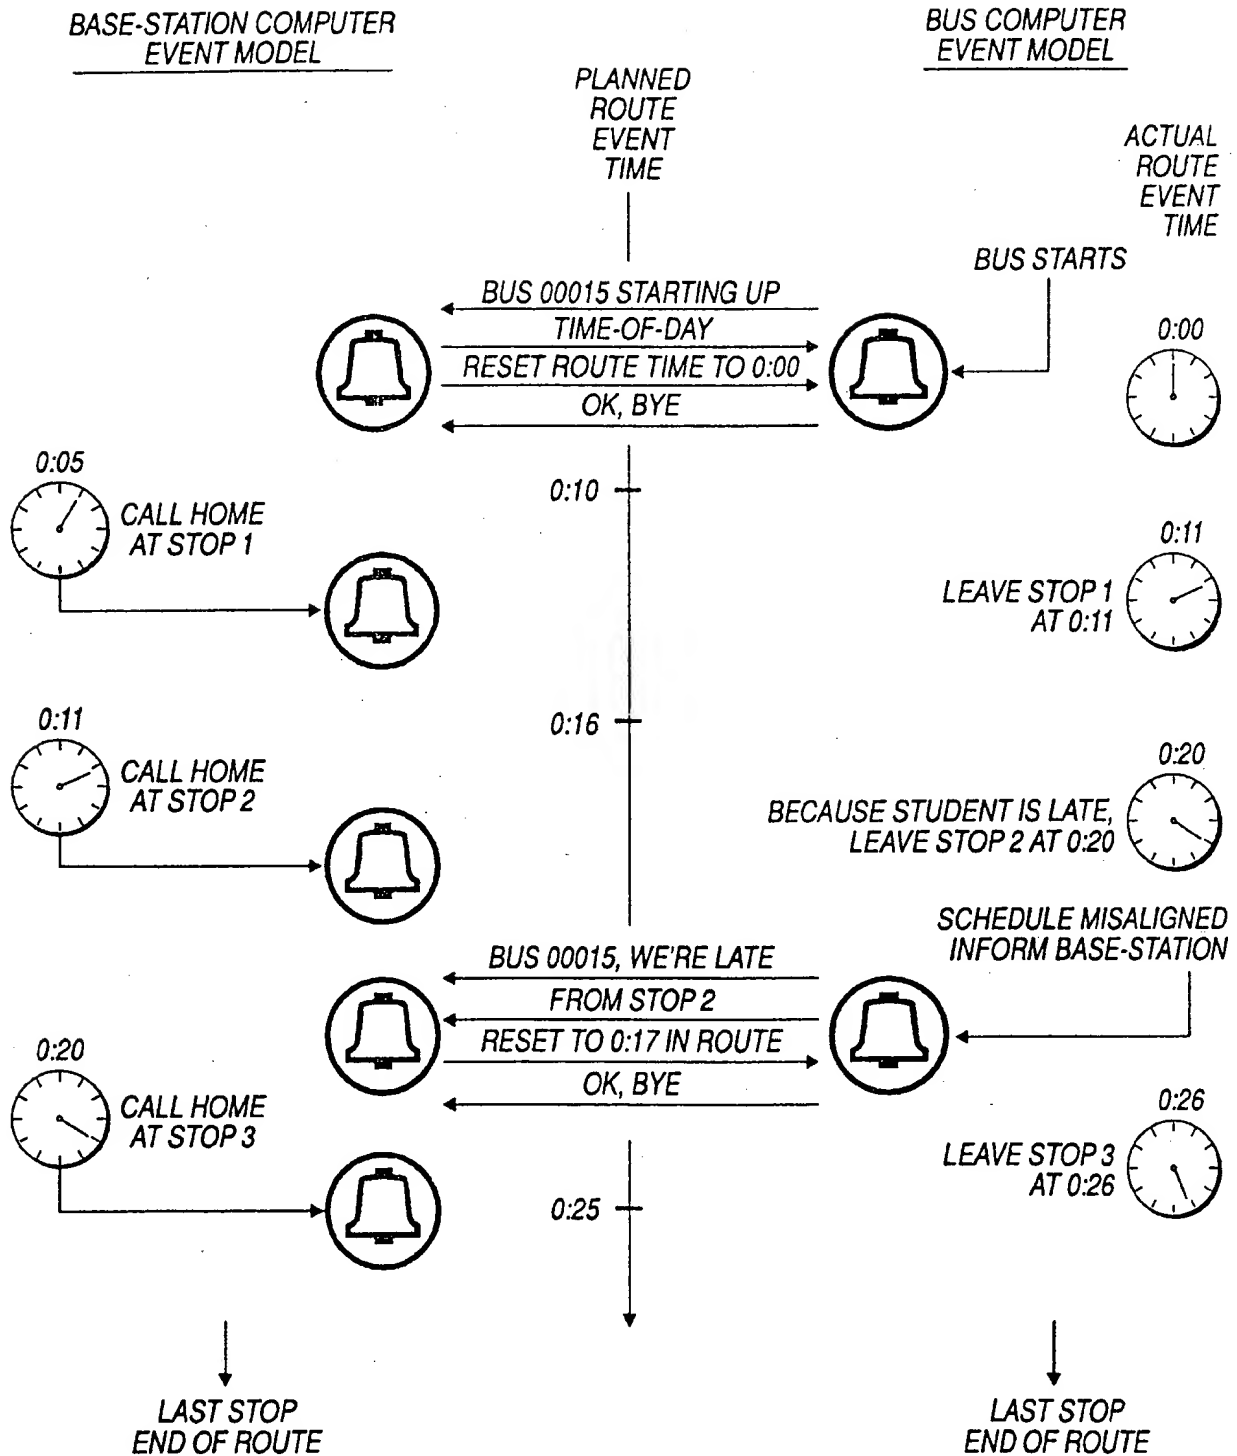 BASE-STATION COMPUTER
EVENT MODEL
BUS COMPUTER
EVENT MODEL
PLANNED
ROUTE
EVENT
TIME
ACTUAL
ROUTE
EVENT
TIME
BUS STARTS
BUS 00015 STARTING UP
TIME-OF-DAY
RESET ROUTE TIME TO 0:00
OK, BYE
0:00
0:05
CALL HOME
AT STOP 1
0:10
0:11
LEAVE STOP 1
AT 0:11
0:11
CALL HOME
AT STOP 2
0:16
0:20
BECAUSE STUDENT IS LATE,
LEAVE STOP 2 AT 0:20
SCHEDULE MISALIGNED
INFORM BASE-STATION
BUS 00015, WE'RE LATE
FROM STOP 2
RESET TO 0:17 IN ROUTE
OK, BYE
0:20
CALL HOME
AT STOP 3
0:25
0:26
LEAVE STOP 3
AT 0:26
LAST STOP
END OF ROUTE
LAST STOP
END OF ROUTE